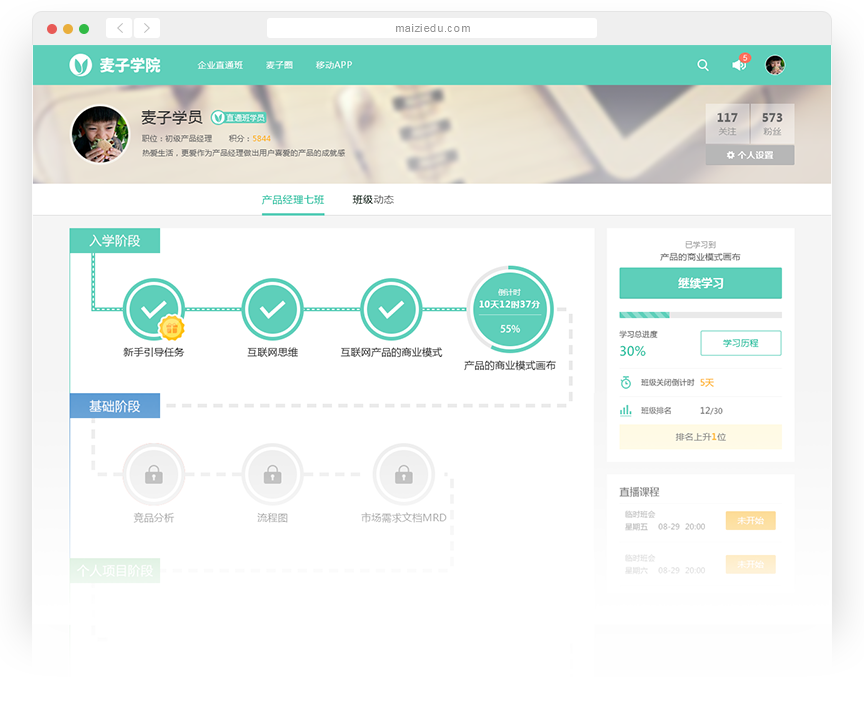 maiziedu.com
麦子学院 企业直通班 麦子圈 移动APP 5
麦子学员 直通班学员
职位：初级产品经理 积分：5844
热爱生活，更爱作为产品经理做出用户喜爱的产品的成就感
117 573
关注 粉丝
个人设置
产品经理七班 班级动态
入学阶段
倒计时
10天12时37分
55%
新手引导任务 互联网思维 互联网产品的商业模式
产品的商业模式画布
基础阶段
竞品分析 流程图 市场需求文档MRD
个人项目阶段
已学习到
产品的商业模式画布
继续学习
学习总进度
30%
学习历程
班级关闭倒计时 5天
班级排名 12/30
排名上升1位
直播课程
临时班会
星期五 08-29 20:00
未开始
临时班会
星期六 08-29 20:00
未开始